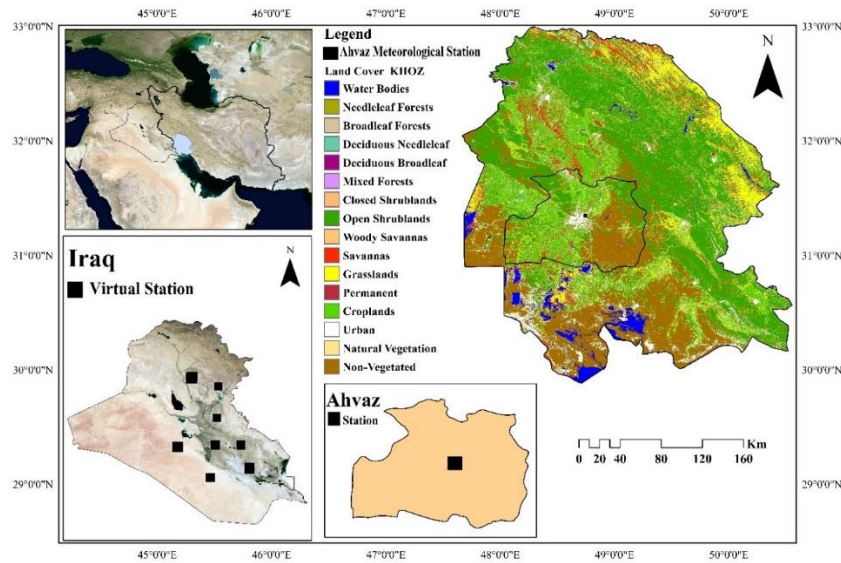 45°0'0"E 46°0'0"E 47°0'0"E 48°0'0"E 49°0'0"E 50°0'0"E
33°0'0"N
32°0'0"N
31°0'0"N
30°0'0"N
29°0'0"N
Legend
Ahvaz Meteorological Station
Land Cover KHOZ
Water Bodies
Needleleaf Forests
Broadleaf Forests
Deciduous Needleleaf
Deciduous Broadleaf
Mixed Forests
Closed Shrublands
Open Shrublands
Woody Savannas
Savannas
Grasslands
Permanent
Croplands
Urban
Natural Vegetation
Non-Vegetated
N
Iraq
N
Virtual Station
Ahvaz
Station
Km
0 20 40 80 120 160
33°0'0"N
32°0'0"N
31°0'0"N
30°0'0"N
29°0'0"N
45°0'0"E 46°0'0"E 47°0'0"E 48°0'0"E 49°0'0"E 50°0'0"E